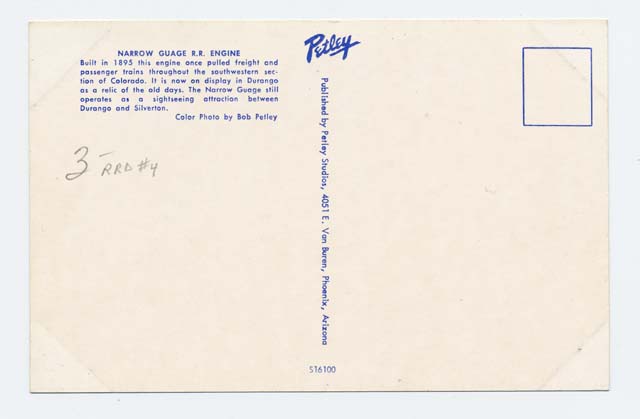 NARROW GUAGE R.R. ENGINE
Built in 1895 this engine once pulled freight and
passenger trains throughout the southwestern sec-
tion of Colorado. It is now on display in Durango
as a relic of the old days. The Narrow Guage still
operates as a sightseeing attraction between
Durango and Silverton.
Color Photo by Bob Petley
3-
RRD #4
Petley
Published by Petley Studios, 4051 E. Van Buren, Phoenix, Arizona
S16100